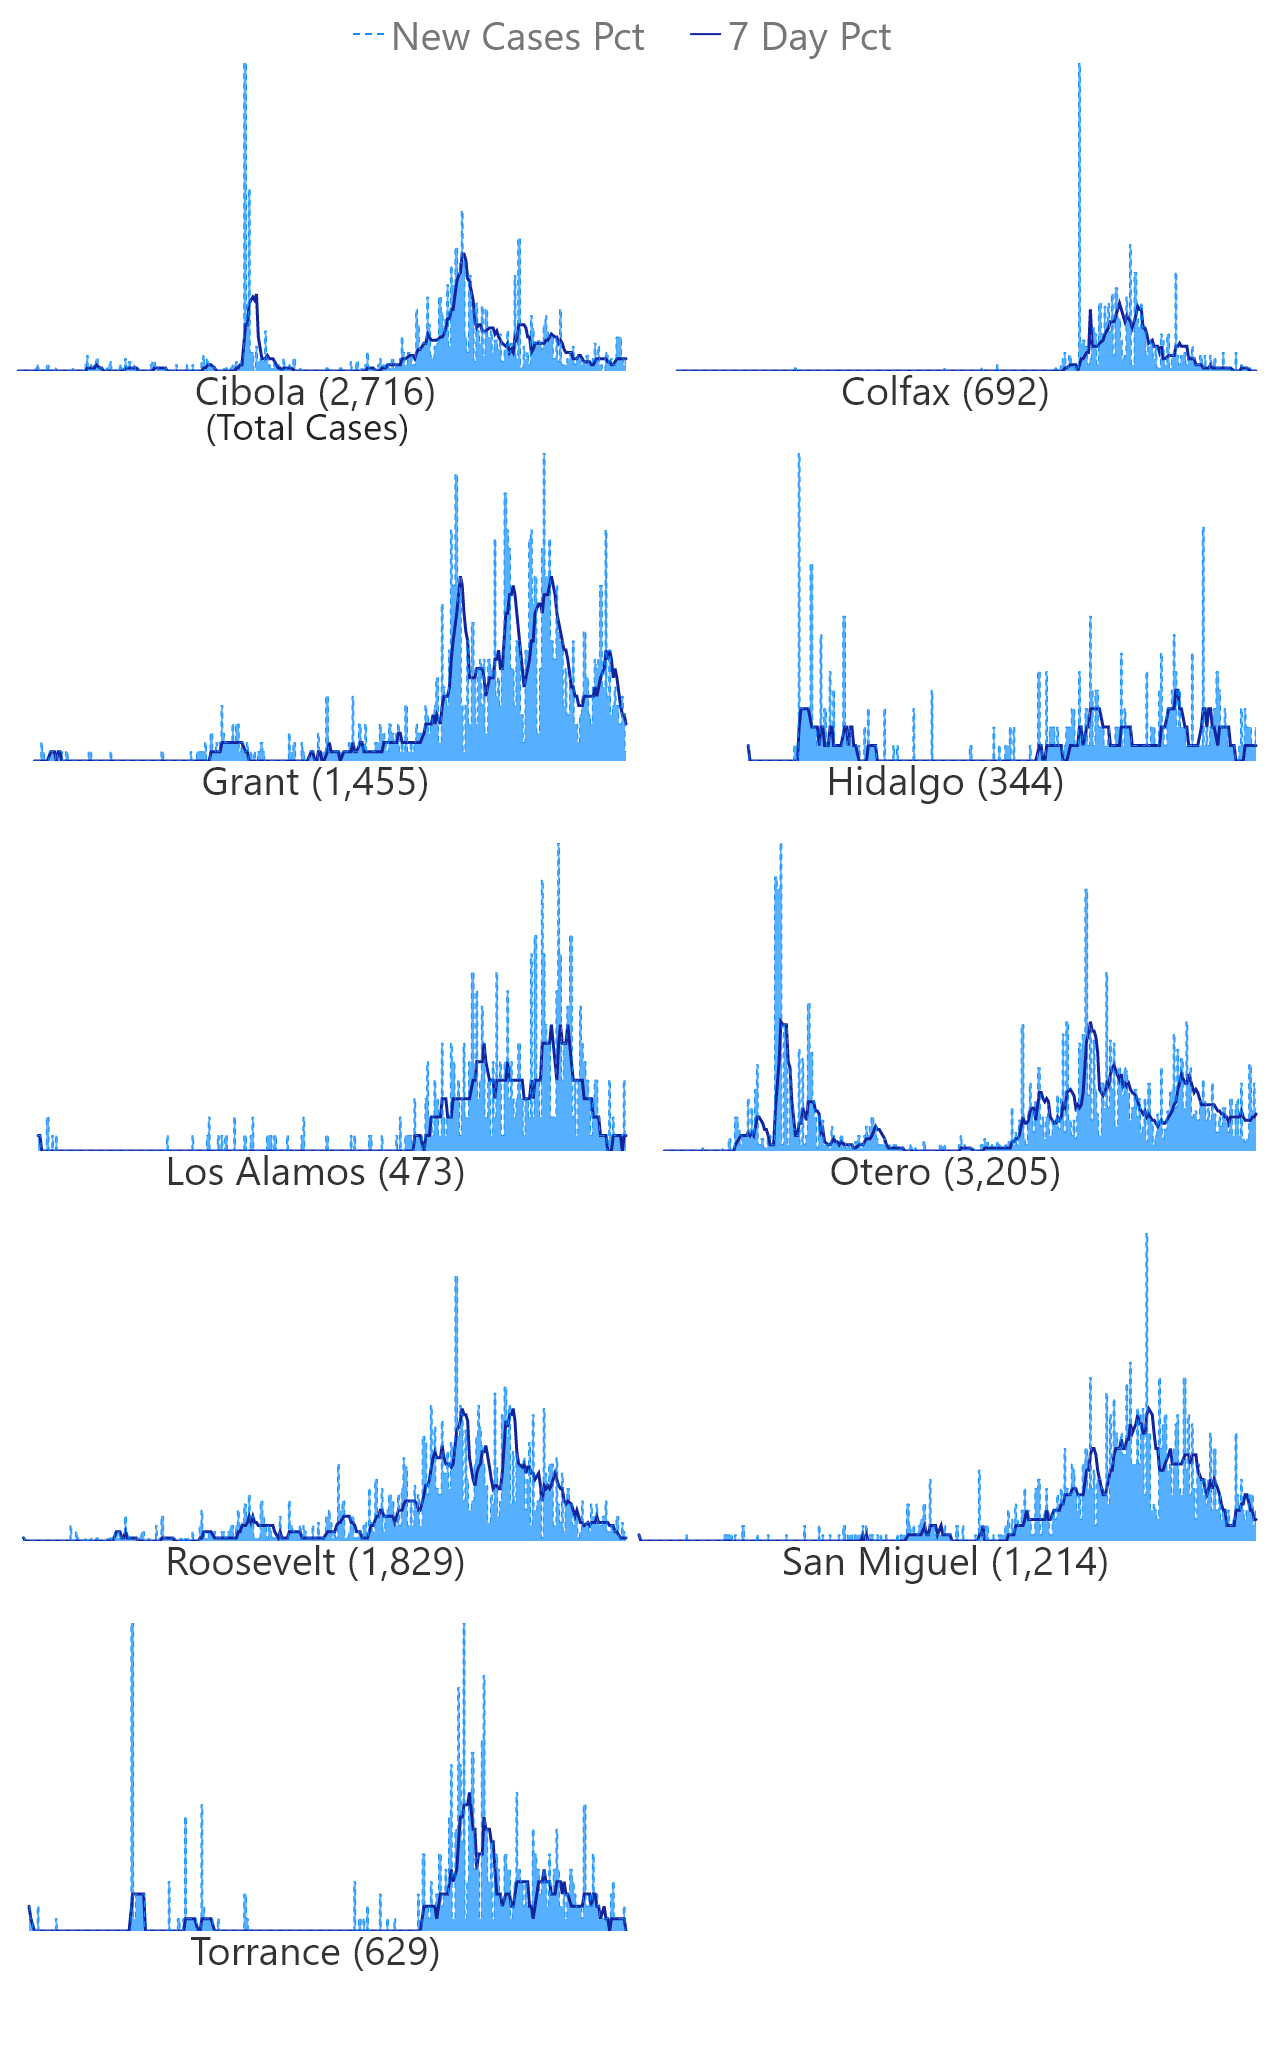 New Cases Pct 7 Day Pct
Cibola (2,716)
(Total Cases)
Colfax (692)
Grant (1,455)
Hidalgo (344)
Los Alamos (473)
Otero (3,205)
Roosevelt (1,829)
San Miguel (1,214)
Torrance (629)